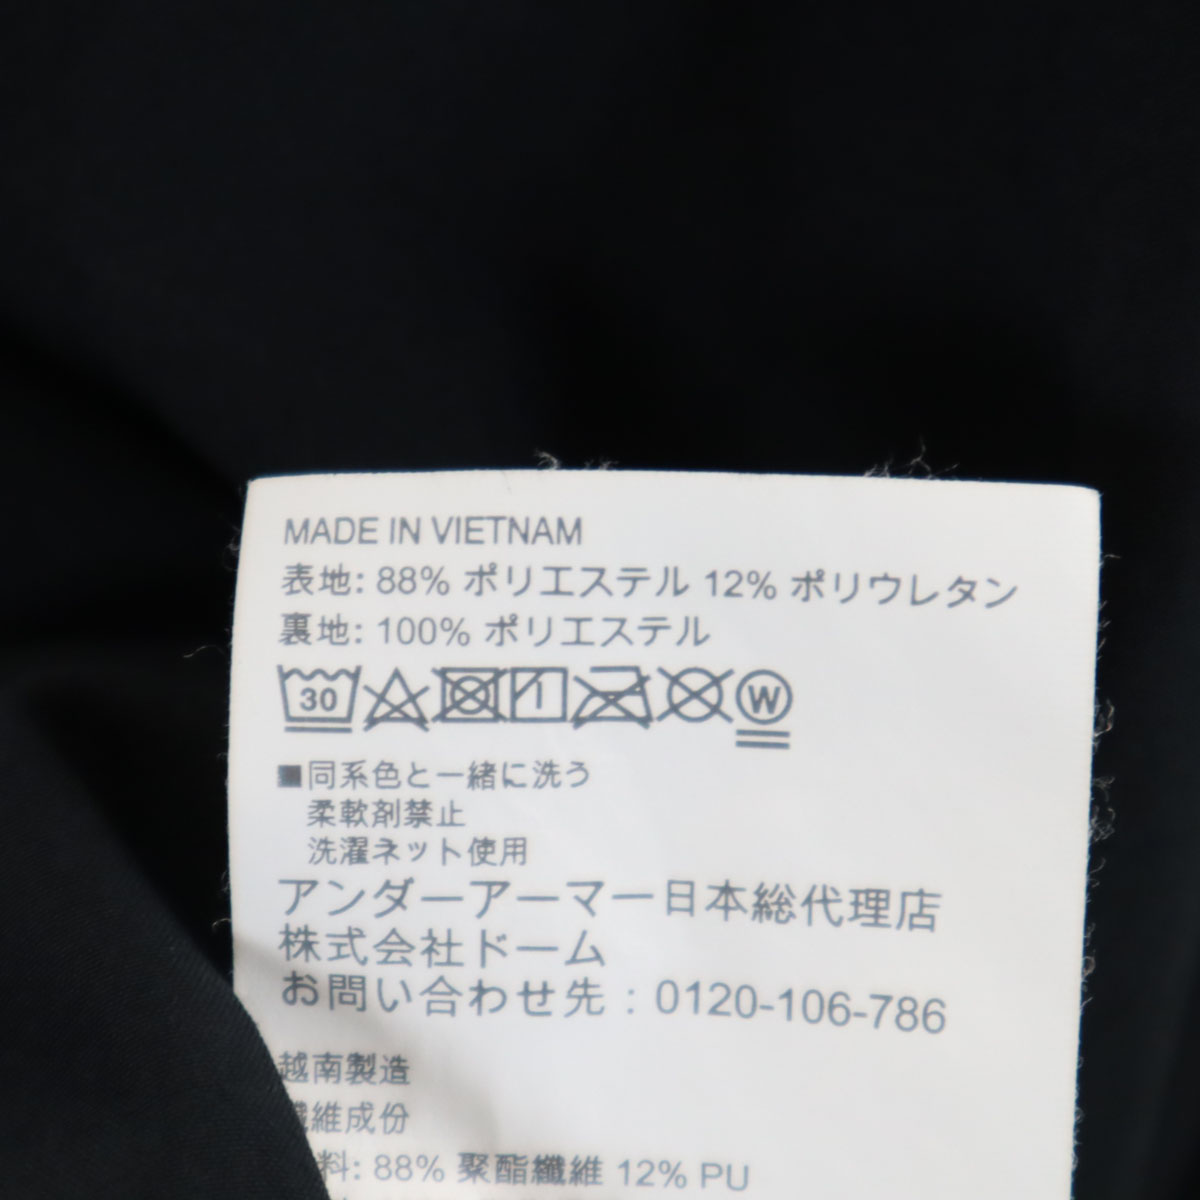 MADE IN VIETNAM
表地: 88% ポリエステル 12% ポリウレタン
裏地: 100% ポリエステル
30 W
■同系色と一緒に洗う
柔軟剤禁止
洗濯ネット使用
アンダーアーマー日本総代理店
株式会社ドーム
お問い合わせ先 : 0120-106-786
越南製造
纖維成份
料: 88% 聚酯纖維 12% PU